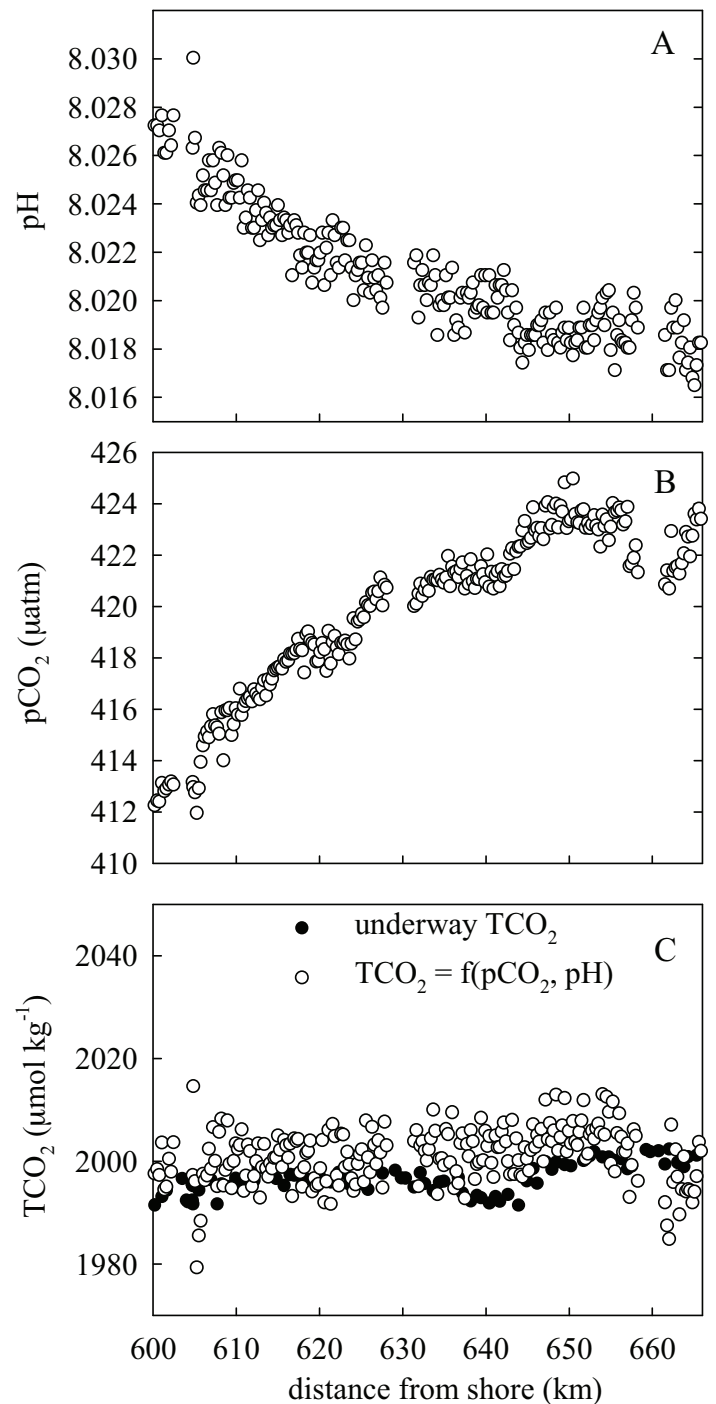 A
8.030
8.028
8.026
8.024
8.022
8.020
8.018
8.016
pH
B
426
424
422
420
418
416
414
412
410
pCO₂ (µatm)
C
underway TCO₂
TCO₂ = f(pCO₂, pH)
2040
2020
2000
1980
TCO₂ (µmol kg⁻¹)
600 610 620 630 640 650 660
distance from shore (km)